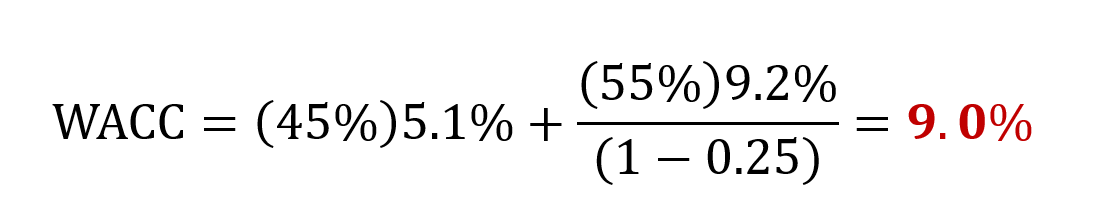 WACC = (45%)5.1% + (55%)9.2% / (1 − 0.25) = 9.0%